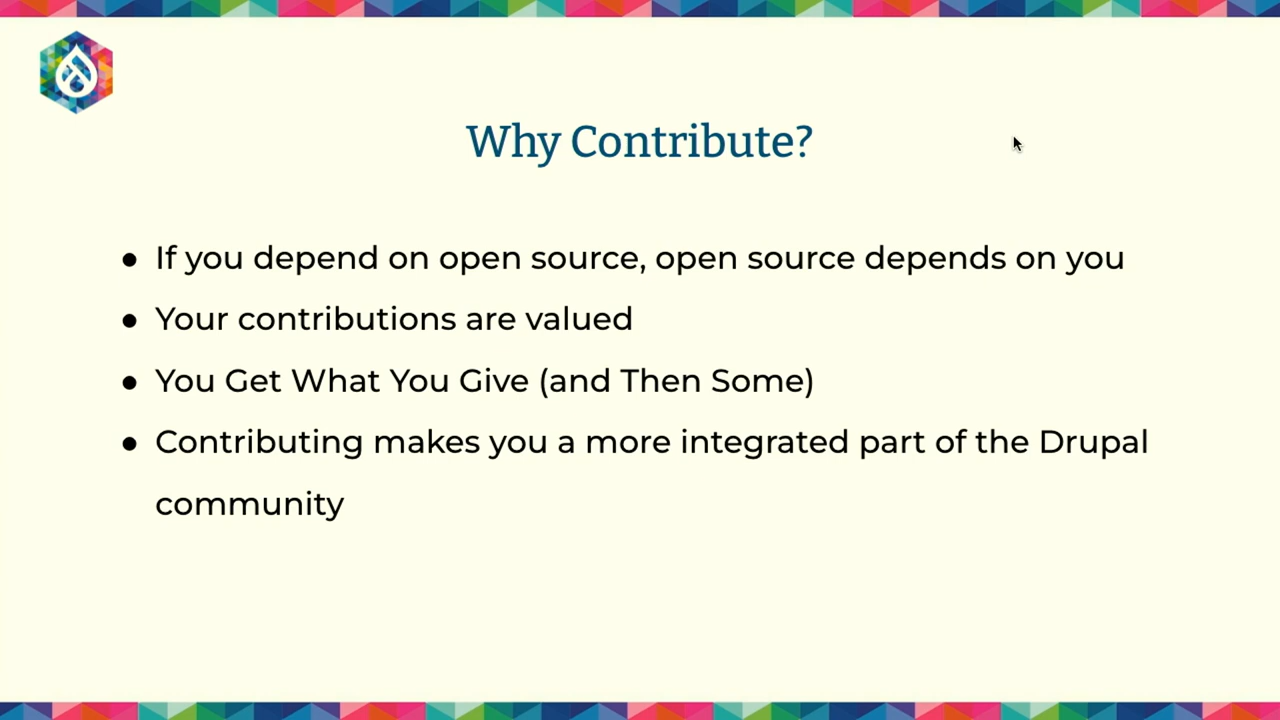 Why Contribute?
● If you depend on open source, open source depends on you
● Your contributions are valued
● You Get What You Give (and Then Some)
● Contributing makes you a more integrated part of the Drupal
community